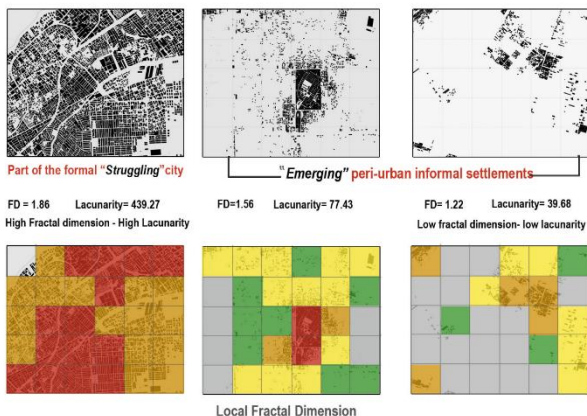 Part of the formal "Struggling"city
"Emerging" peri-urban informal settlements
FD = 1.86 Lacunarity= 439.27
FD=1.56 Lacunarity= 77.43
FD = 1.22 Lacunarity= 39.68
High Fractal dimension - High Lacunarity
Low fractal dimension- low lacunarity
Local Fractal Dimension